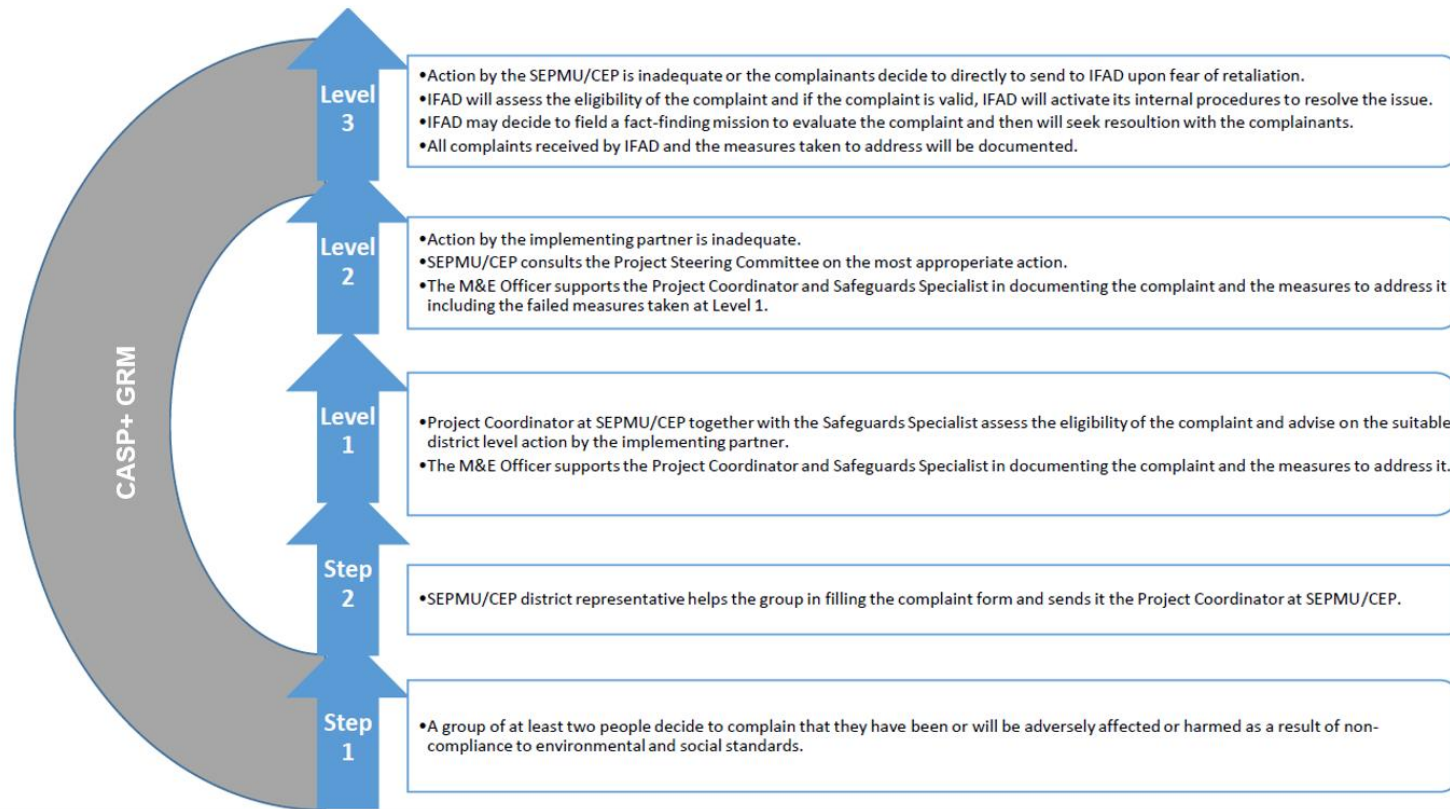 CASP+ GRM
Level
3
•Action by the SEPMU/CEP is inadequate or the complainants decide to directly to send to IFAD upon fear of retaliation.
•IFAD will assess the eligibility of the complaint and if the complaint is valid, IFAD will activate its internal procedures to resolve the issue.
•IFAD may decide to field a fact-finding mission to evaluate the complaint and then will seek resoultion with the complainants.
•All complaints received by IFAD and the measures taken to address will be documented.
Level
2
•Action by the implementing partner is inadequate.
•SEPMU/CEP consults the Project Steering Committee on the mostapproperiate action.
•The M&E Officer supports the Project Coordinator and Safeguards Specialist in documenting the complaint and the measures to address it
including the failed measures taken at Level 1.
Level
1
•Project Coordinator at SEPMU/CEP together with the Safeguards Specialist assess the eligibility of the complaint and advise on the suitable
district level action by the implementing partner.
•The M&E Officer supports the Project Coordinator and Safeguards Specialist in documenting the complaint and the measures to address it.
Step
2
•SEPMU/CEP district representative helps the group in filling the complaint form and sends it the Project Coordinator at SEPMU/CEP.
Step
1
•A group of at least two people decide to complain that they have been or will be adversely affected or harmed as a result of non-
compliance to environmental and social standards.